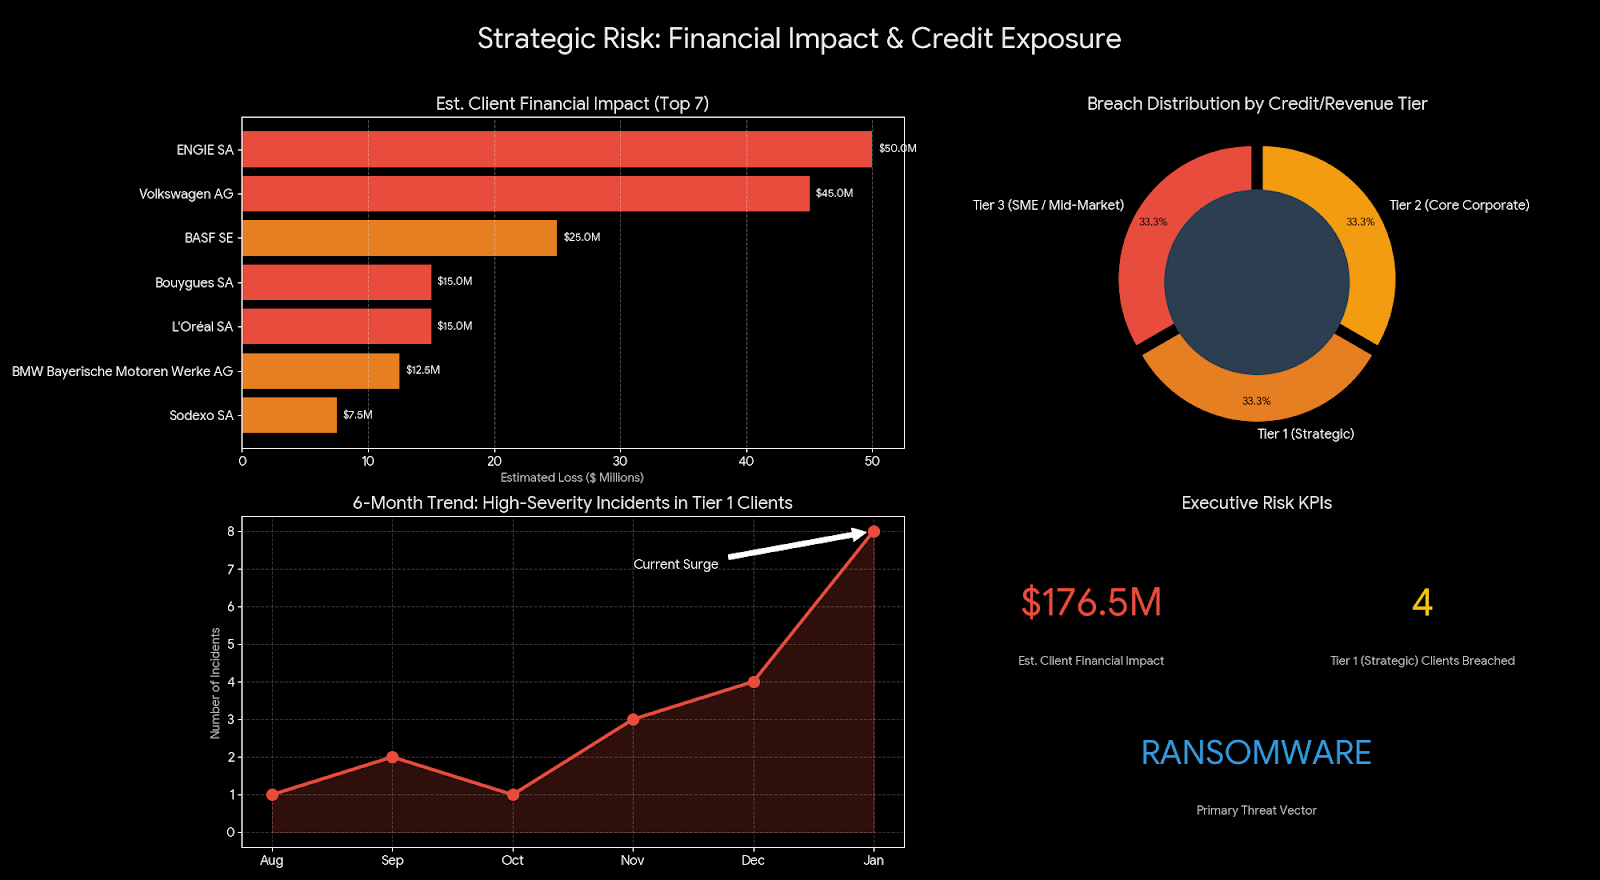 Strategic Risk: Financial Impact & Credit Exposure
Est. Client Financial Impact (Top 7)
ENGIE SA
$50.0M
Volkswagen AG
$45.0M
BASF SE
$25.0M
Bouygues SA
$15.0M
L'Oréal SA
$15.0M
BMW Bayerische Motoren Werke AG
$12.5M
Sodexo SA
$7.5M
0 10 20 30 40 50
Estimated Loss ($ Millions)
Breach Distribution by Credit/Revenue Tier
Tier 3 (SME / Mid-Market)
33.3%
33.3%
Tier 2 (Core Corporate)
33.3%
Tier 1 (Strategic)
6-Month Trend: High-Severity Incidents in Tier 1 Clients
Number of Incidents
8
7
6
5
4
3
2
1
0
Current Surge
Aug Sep Oct Nov Dec Jan
Executive Risk KPIs
$176.5M
Est. Client Financial Impact
4
Tier 1 (Strategic) Clients Breached
RANSOMWARE
Primary Threat Vector